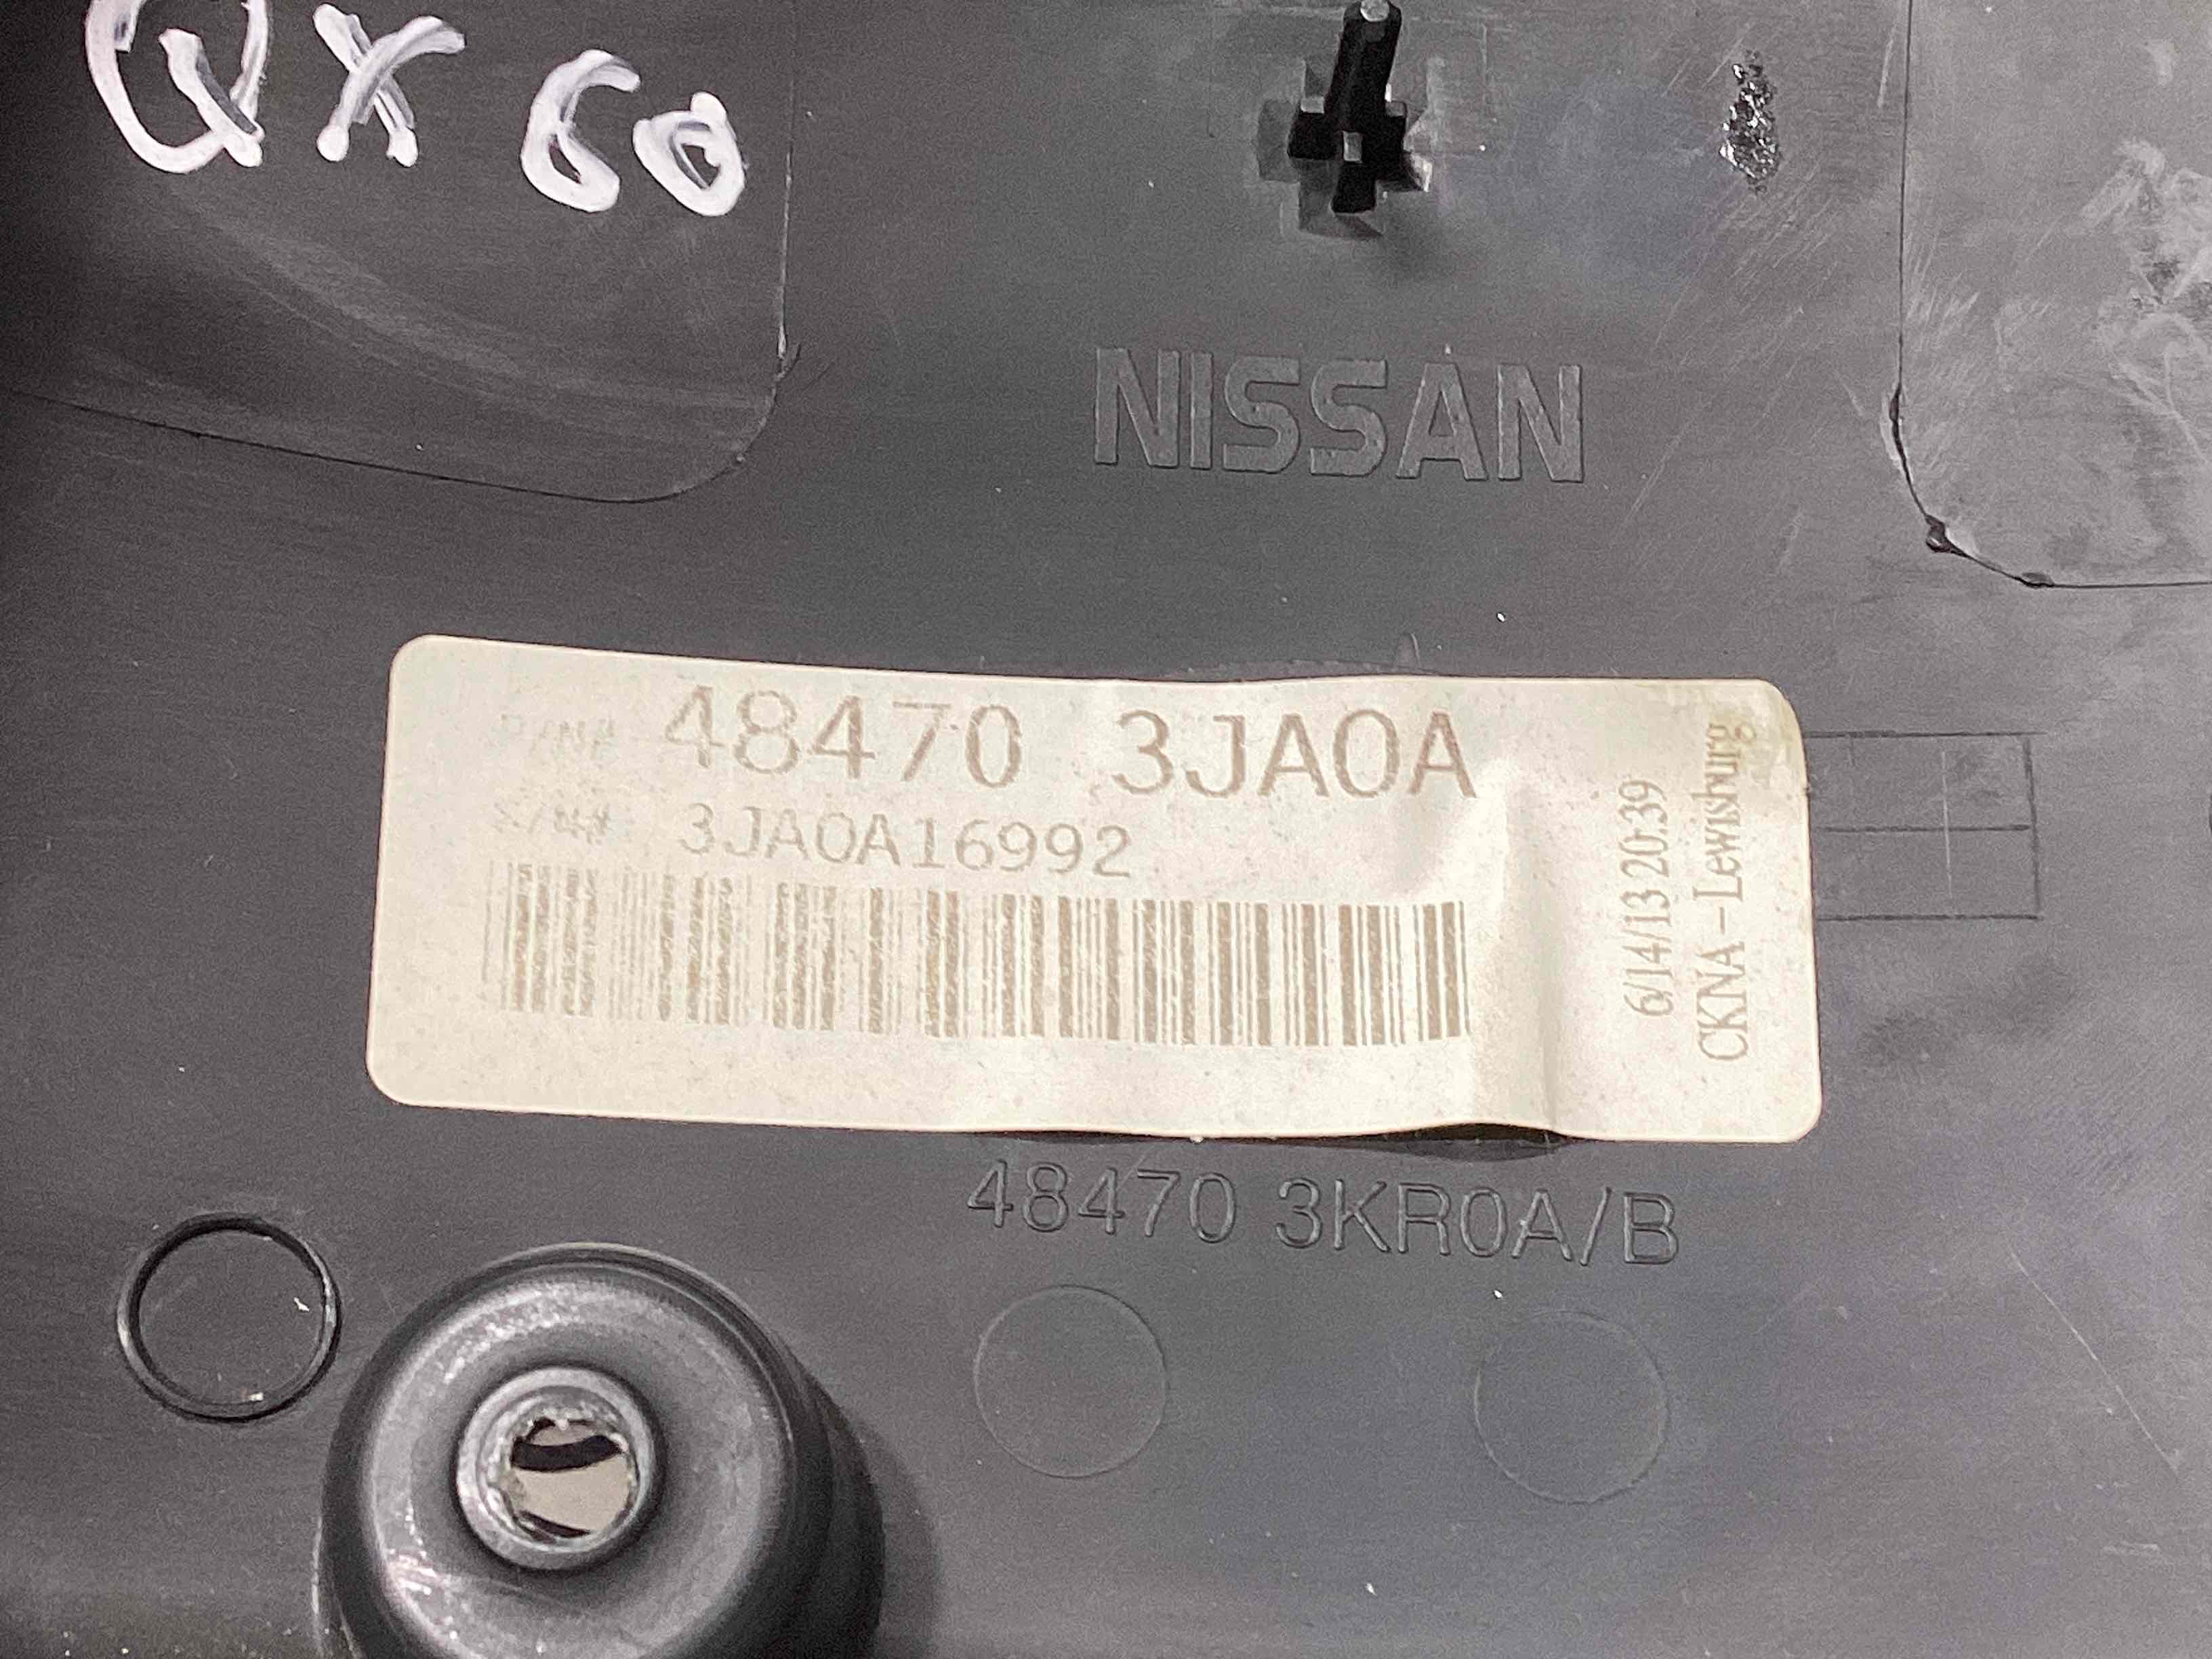 QX60
NISSAN
P/N# 48470 3JA0A
S/N# 3JA0A16992
6/14/13 20:39
CKNA-Lewisburg
48470 3KR0A/B